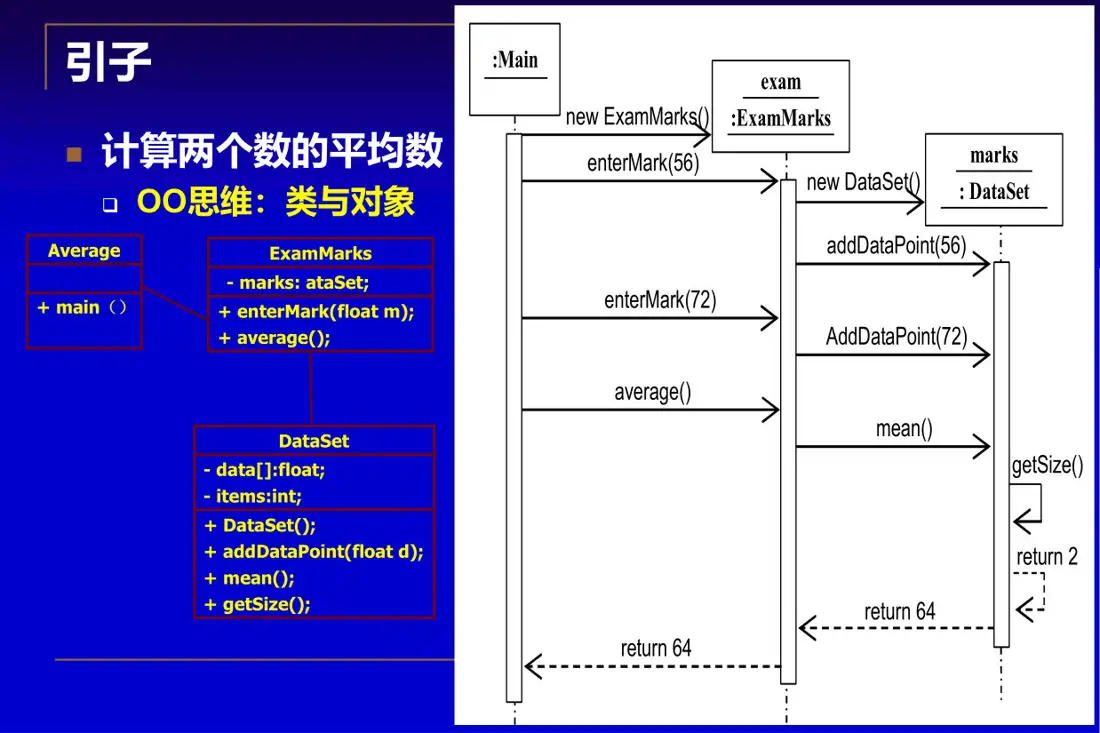 引子
计算两个数的平均数
OO思维：类与对象
Average
+ main（）
ExamMarks
- marks: ataSet;
+ enterMark(float m);
+ average();
DataSet
- data[]:float;
- items:int;
+ DataSet();
+ addDataPoint(float d);
+ mean();
+ getSize();
:Main
exam
:ExamMarks
marks
: DataSet
new ExamMarks()
enterMark(56)
new DataSet()
addDataPoint(56)
enterMark(72)
AddDataPoint(72)
average()
mean()
getSize()
return 2
return 64
return 64